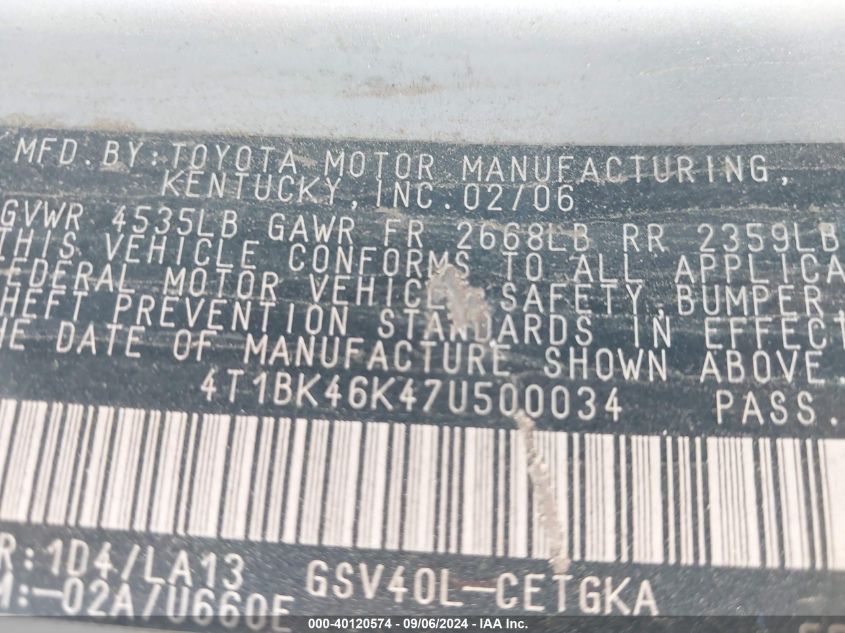 MFD. BY: TOYOTA MOTOR MANUFACTURING,
KENTUCKY, INC. 02/06
GVWR 4535LB GAWR FR 2668LB RR 2359LB
THIS VEHICLE CONFORMS TO ALL APPLICA
EDERAL MOTOR VEHICLE SAFETY, BUMPER,
HEFT PREVENTION STANDARDS IN EFFECT
HE DATE OF MANUFACTURE SHOWN ABOVE.
4T1BK46K47U500034 PASS.
R: 1D4/LA13 GSV40L-CETGKA
M:-02A/U660E
000-40120574 - 09/06/2024 - IAA, Inc.